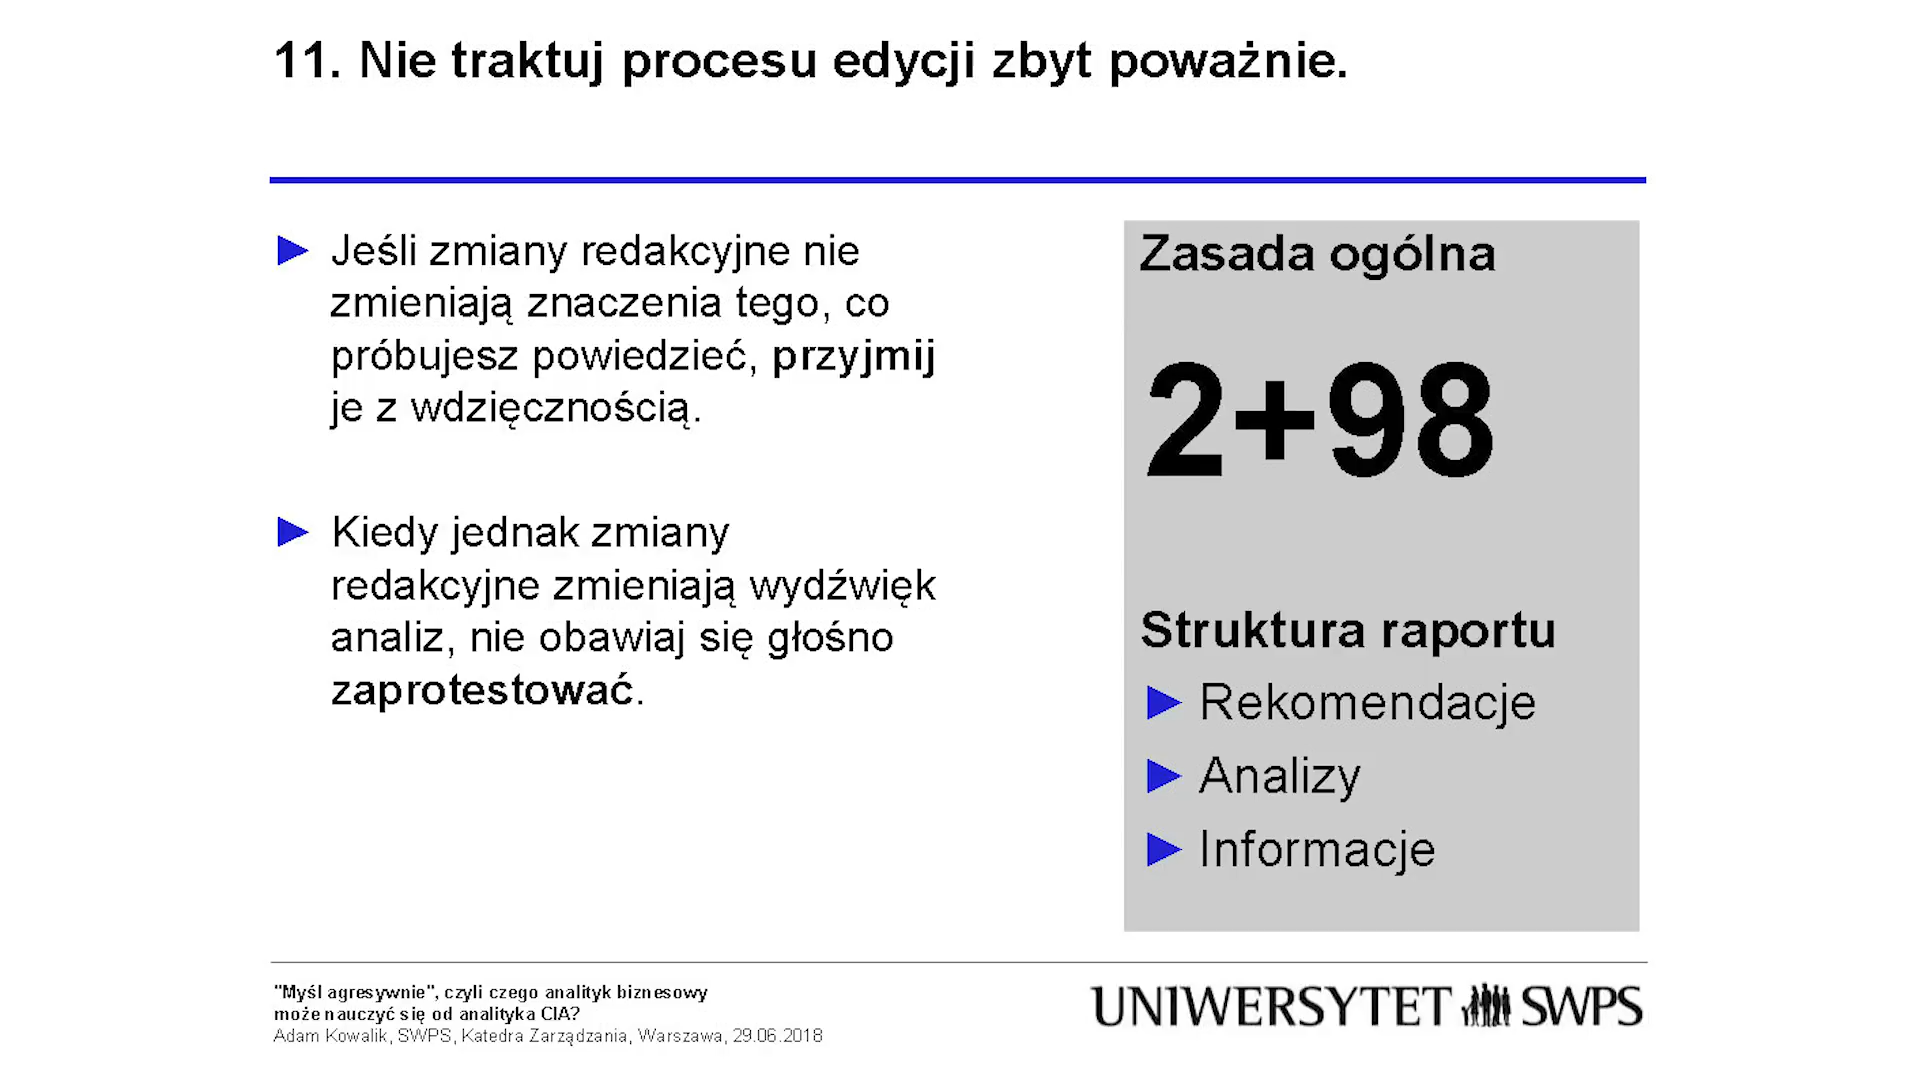 11. Nie traktuj procesu edycji zbyt poważnie.
► Jeśli zmiany redakcyjne nie
zmieniają znaczenia tego, co
próbujesz powiedzieć, przyjmij
je z wdzięcznością.
► Kiedy jednak zmiany
redakcyjne zmieniają wydźwięk
analiz, nie obawiaj się głośno
zaprotestować.
Zasada ogólna
2+98
Struktura raportu
► Rekomendacje
► Analizy
► Informacje
"Myśl agresywnie", czyli czego analityk biznesowy
może nauczyć się od analityka CIA?
Adam Kowalik, SWPS, Katedra Zarządzania, Warszawa, 29.06.2018
UNIWERSYTET SWPS